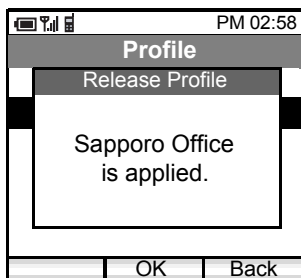 PM 02:58
Profile
Release Profile
Sapporo Office
is applied.
OK Back